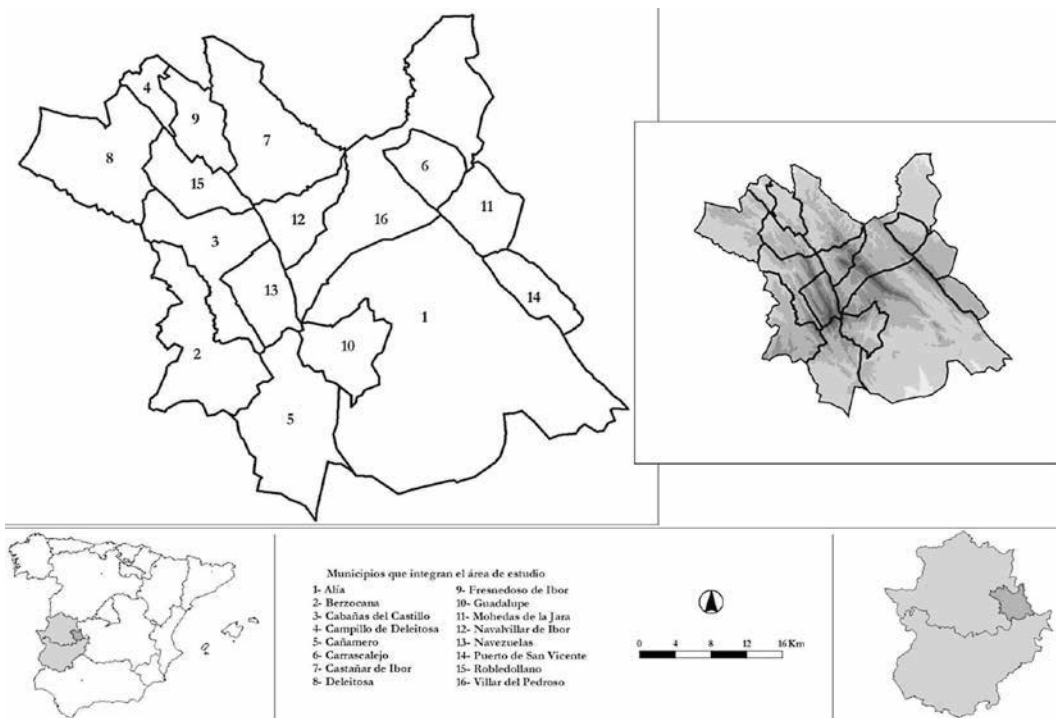 4
9
7
8
6
15
11
12
16
3
13
14
1
2
10
5
Municipios que integran el área de estudio
1- Alía
2- Berzocana
3- Cabañas del Castillo
4- Campillo de Deleitosa
5- Cañamero
6- Carrascalejo
7- Castañar de Ibor
8- Deleitosa
9- Fresnedoso de Ibor
10- Guadalupe
11- Mohedas de la Jara
12- Navalvillar de Ibor
13- Navezuelas
14- Puerto de San Vicente
15- Robledollano
16- Villar del Pedroso
0 4 8 12 16 Km